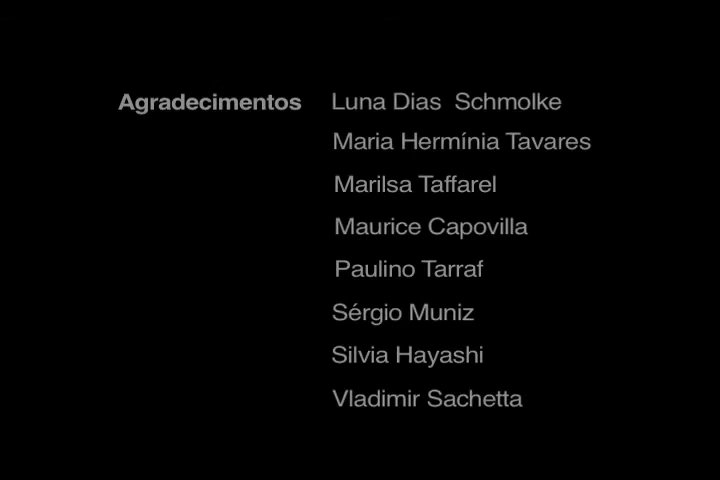 Agradecimentos Luna Dias Schmolke
Maria Hermínia Tavares
Marilsa Taffarel
Maurice Capovilla
Paulino Tarraf
Sérgio Muniz
Silvia Hayashi
Vladimir Sachetta